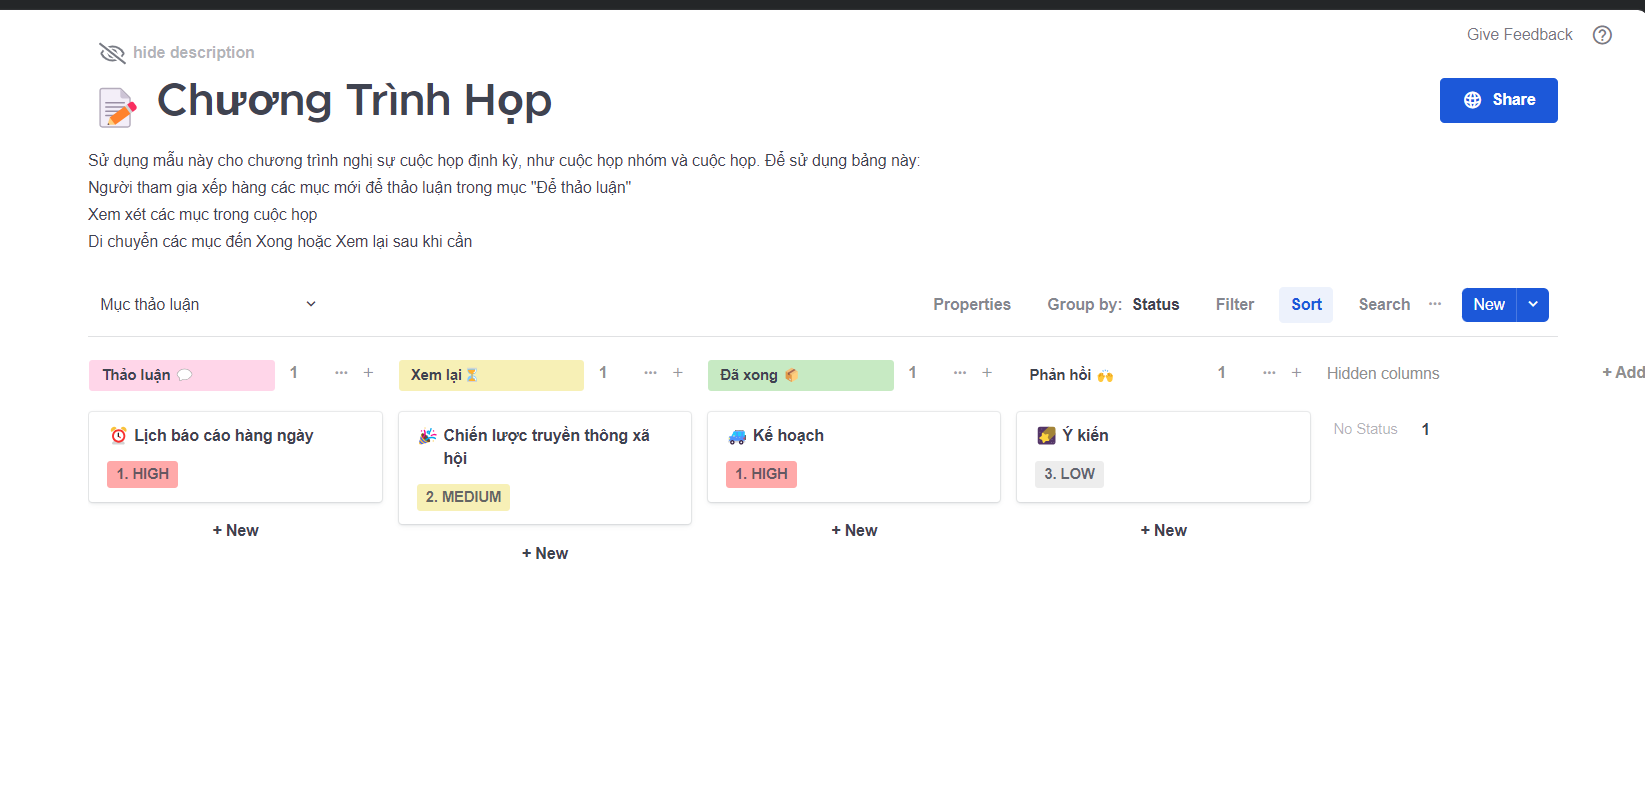 Give Feedback
hide description
Chương Trình Họp
Share
Sử dụng mẫu này cho chương trình nghị sự cuộc họp định kỳ, như cuộc họp nhóm và cuộc họp. Để sử dụng bảng này:
Người tham gia xếp hàng các mục mới để thảo luận trong mục "Để thảo luận"
Xem xét các mục trong cuộc họp
Di chuyển các mục đến Xong hoặc Xem lại sau khi cần
Mục thảo luận
Properties
Group by: Status
Filter
Sort
Search
New
Thảo luận 1
Xem lại 1
Đã xong 1
Phản hồi 1
Hidden columns
+ Add
Lịch báo cáo hàng ngày
1. HIGH
+ New
Chiến lược truyền thông xã
hội
2. MEDIUM
+ New
Kế hoạch
1. HIGH
+ New
Ý kiến
3. LOW
+ New
No Status 1